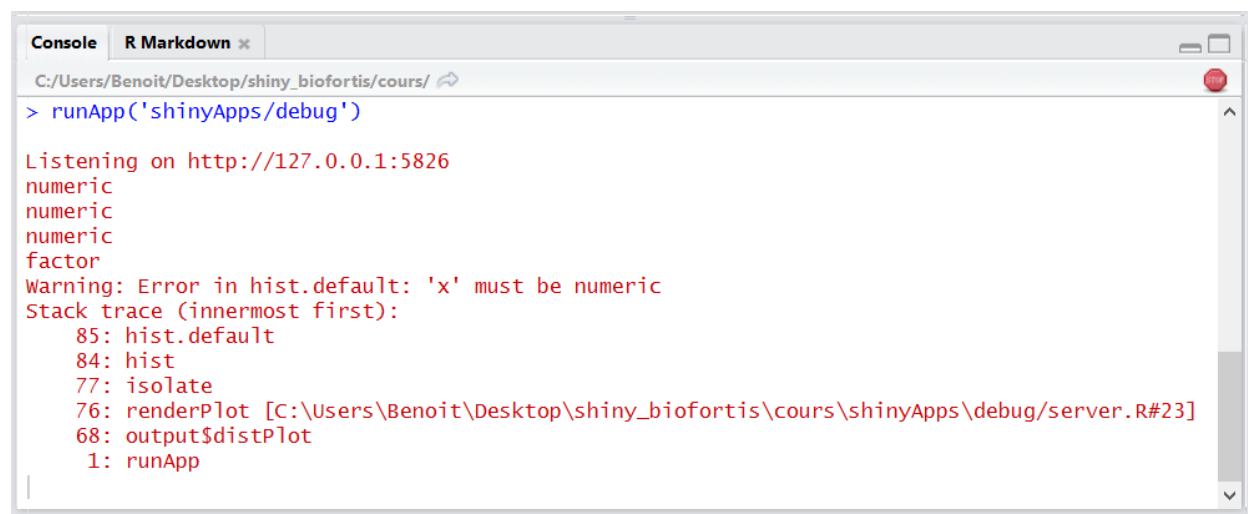 Console R Markdown
C:/Users/Benoit/Desktop/shiny_biofortis/cours/
STOP
> runApp('shinyApps/debug')
Listening on http://127.0.0.1:5826
numeric
numeric
numeric
factor
Warning: Error in hist.default: 'x' must be numeric
Stack trace (innermost first):
    85: hist.default
    84: hist
    77: isolate
    76: renderPlot [C:\Users\Benoit\Desktop\shiny_biofortis\cours\shinyApps\debug/server.R#23]
    68: output$distPlot
     1: runApp